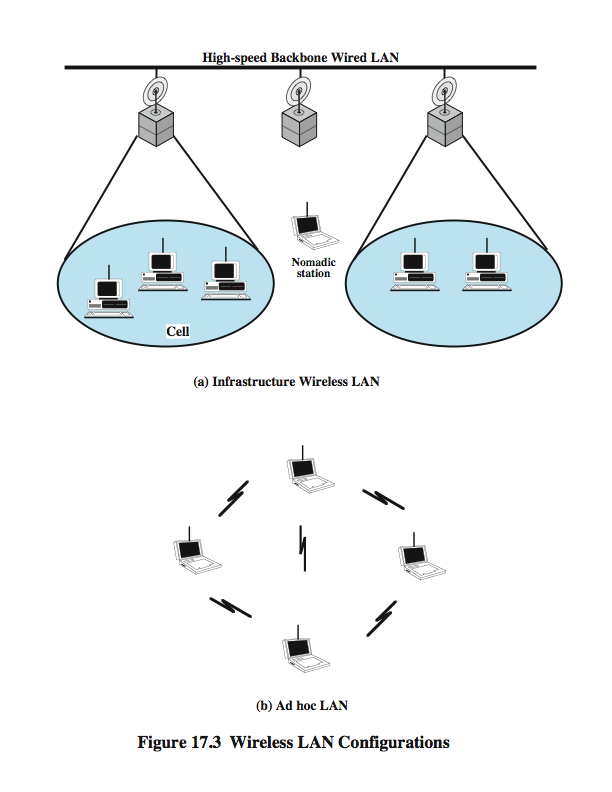 High-speed Backbone Wired LAN
Nomadic
station
Cell
(a) Infrastructure Wireless LAN
(b) Ad hoc LAN
Figure 17.3 Wireless LAN Configurations